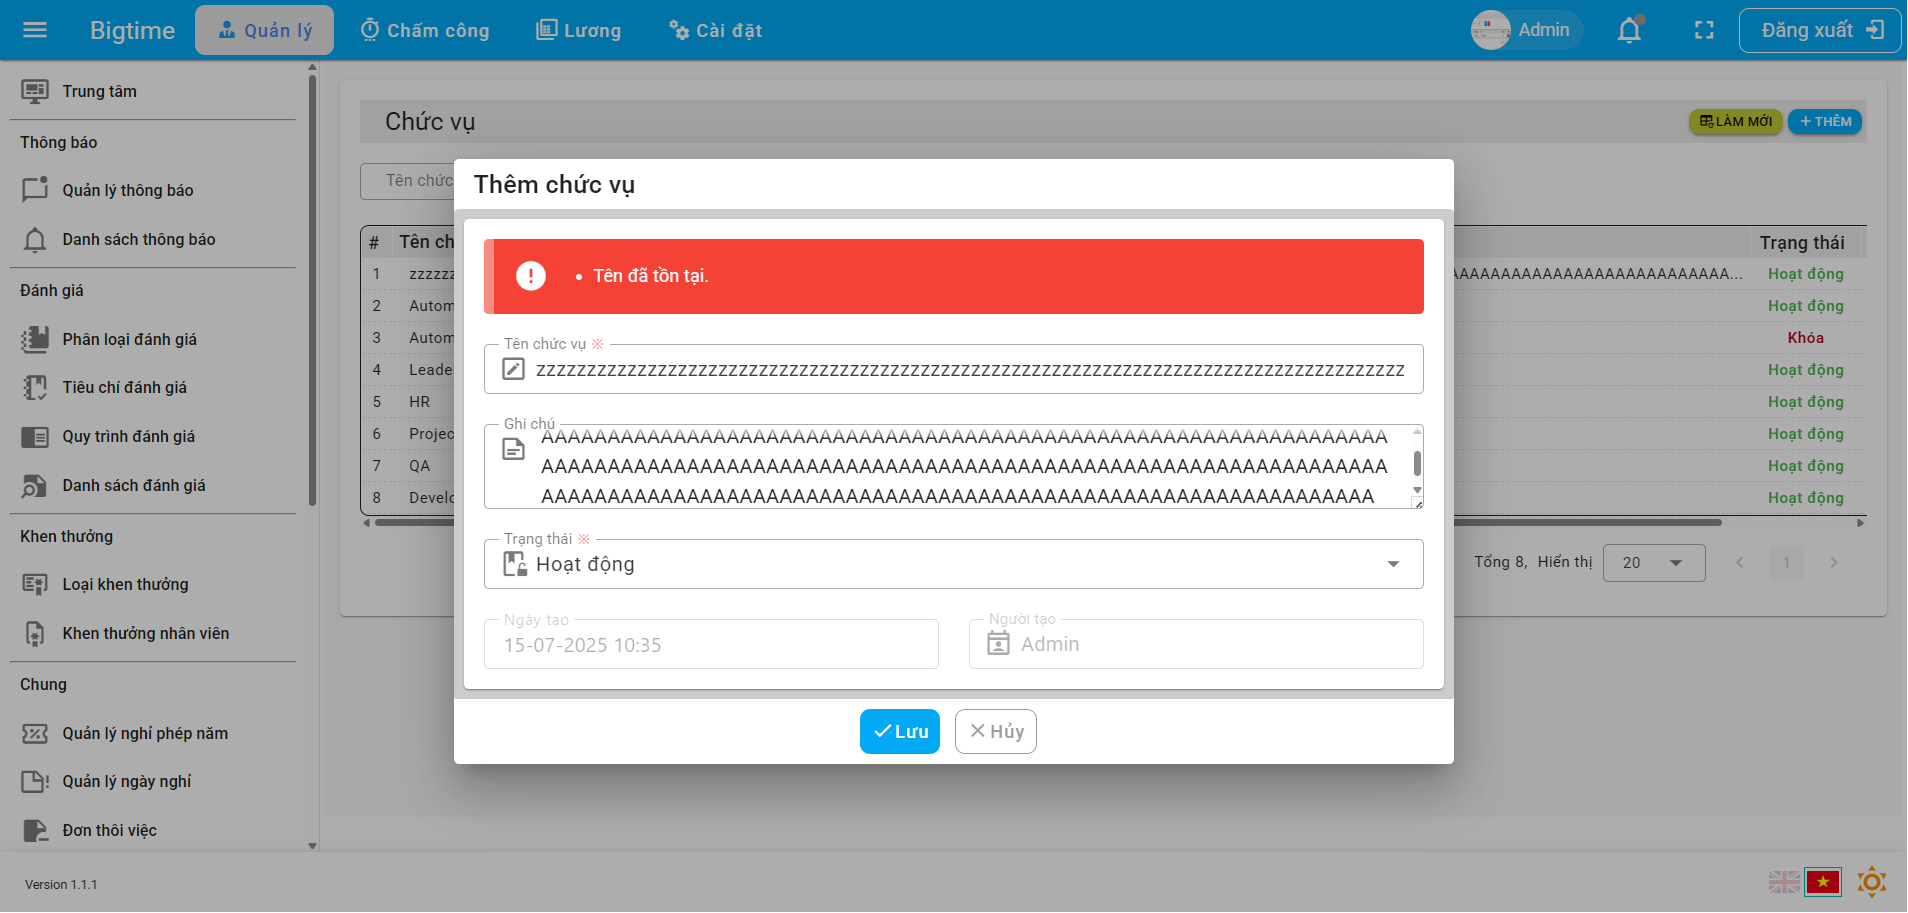 Bigtime
Quản lý
Chấm công
Lương
Cài đặt
Admin
Đăng xuất
Trung tâm
Thông báo
Quản lý thông báo
Danh sách thông báo
Đánh giá
Phân loại đánh giá
Tiêu chí đánh giá
Quy trình đánh giá
Danh sách đánh giá
Khen thưởng
Loại khen thưởng
Khen thưởng nhân viên
Chung
Quản lý nghỉ phép năm
Quản lý ngày nghỉ
Đơn thôi việc
Version 1.1.1
Chức vụ
LÀM MỚI
+ THÊM
Tên chức
# Tên ch Trạng thái
1 Hoạt động
2 Autom Hoạt động
3 Autom Khóa
4 Leade Hoạt động
5 HR Hoạt động
6 Projec Hoạt động
7 QA Hoạt động
8 Develo Hoạt động
Tổng 8, Hiển thị 20 1
Thêm chức vụ
• Tên đã tồn tại.
Tên chức vụ ※
Ghi chú
Trạng thái ※
Hoạt động
Ngày tạo
15-07-2025 10:35
Người tạo
Admin
Lưu
Hủy